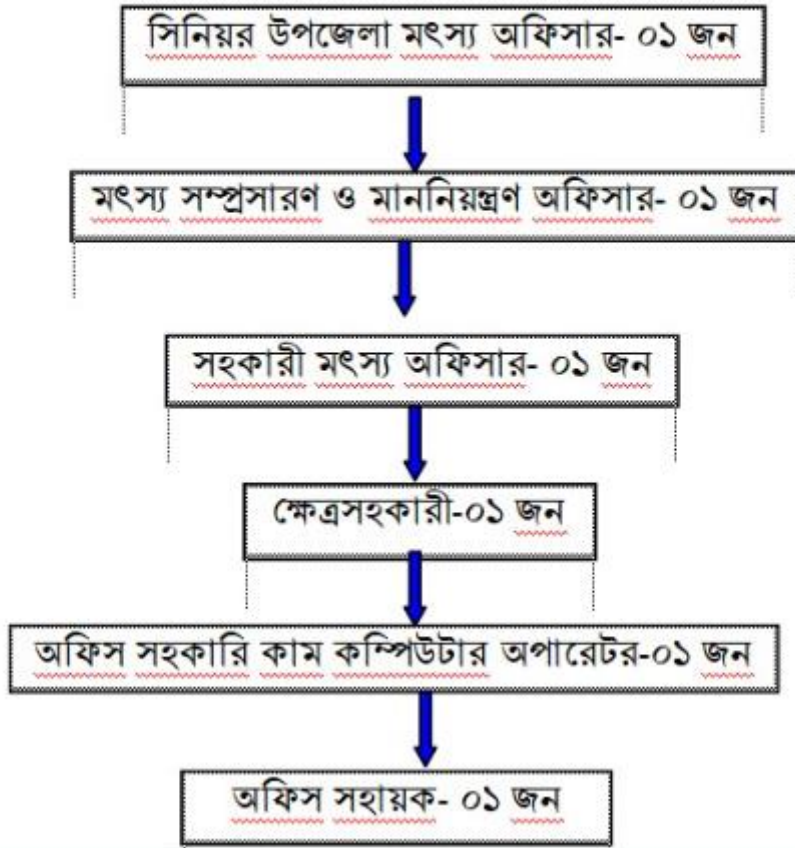 সিনিয়র উপজেলা মৎস্য অফিসার- ০১ জন
মৎস্য সম্প্রসারণ ও মাননিয়ন্ত্রণ অফিসার- ০১ জন
সহকারী মৎস্য অফিসার- ০১ জন
ক্ষেত্রসহকারী-০১ জন
অফিস সহকারি কাম কম্পিউটার অপারেটর-০১ জন
অফিস সহায়ক- ০১ জন